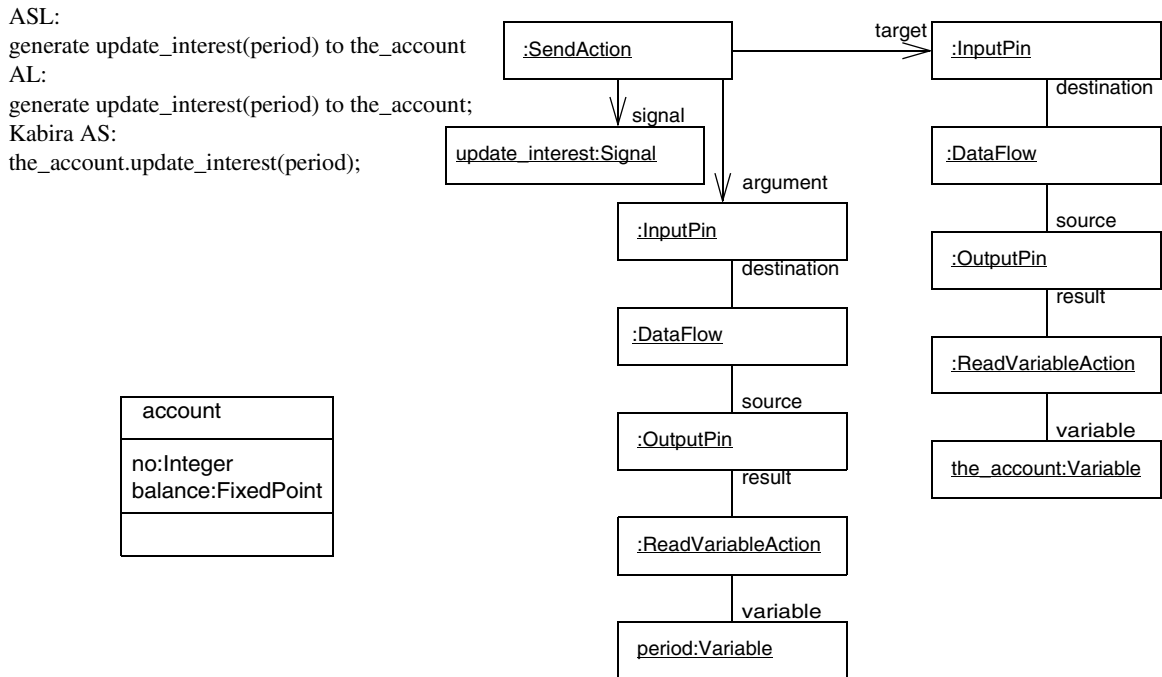 ASL:
generate update_interest(period) to the_account
AL:
generate update_interest(period) to the_account;
Kabira AS:
the_account.update_interest(period);
:SendAction
signal
update_interest:Signal
argument
:InputPin
destination
:DataFlow
source
:OutputPin
result
:ReadVariableAction
variable
period:Variable
target
:InputPin
destination
:DataFlow
source
:OutputPin
result
:ReadVariableAction
variable
the_account:Variable
account
no:Integer
balance:FixedPoint